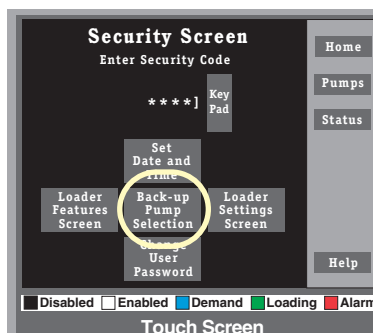 Security Screen
Enter Security Code
****]
Key
Pad
Set
Date and
Time
Loader
Features
Screen
Back-up
Pump
Selection
Loader
Settings
Screen
Change
User
Password
Home
Pumps
Status
Help
Disabled Enabled Demand Loading Alarm
Touch Screen